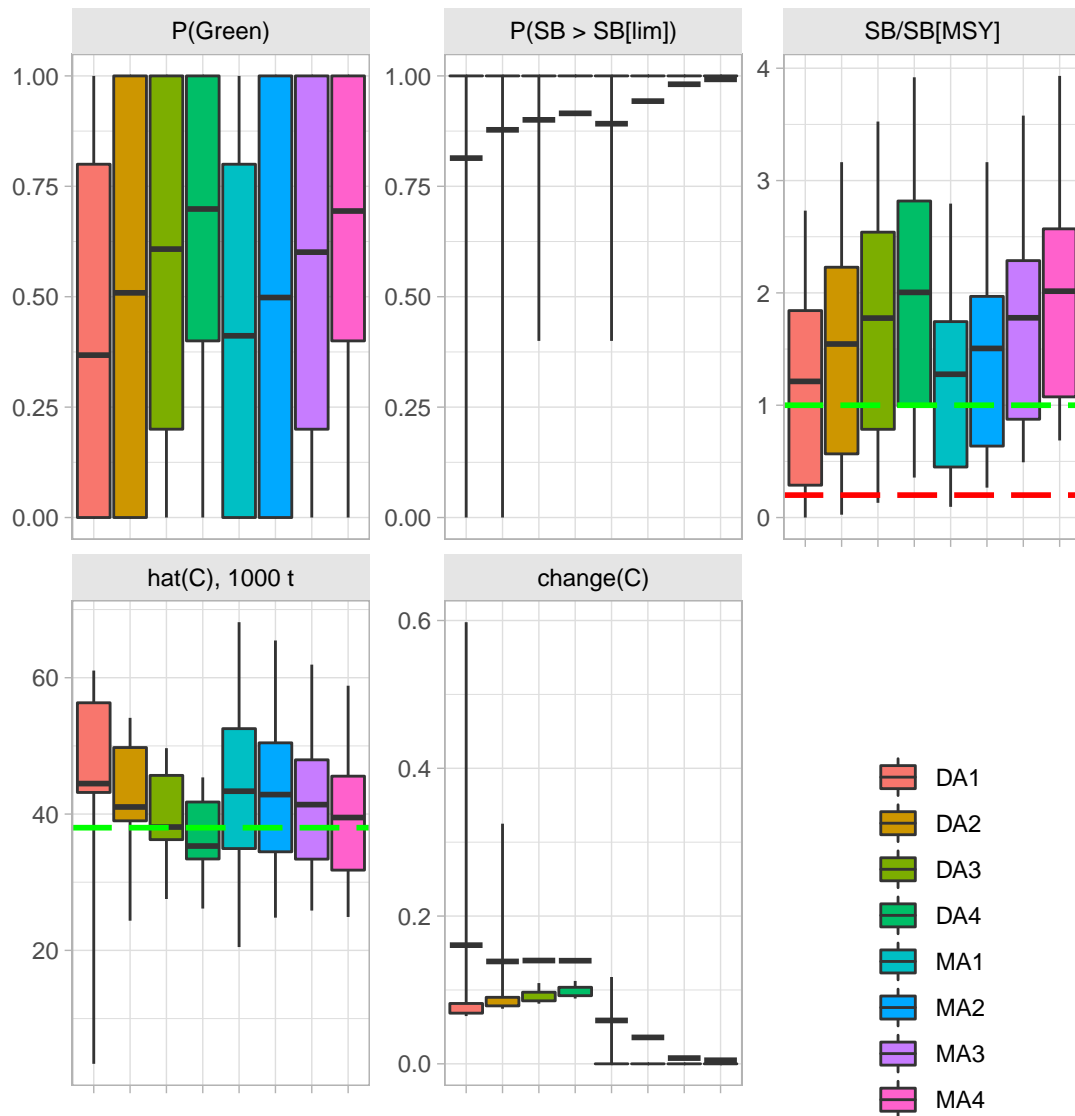 P(Green)
P(SB > SB[lim])
SB/SB[MSY]
1.00
0.75
0.50
0.25
0.00
1.00
0.75
0.50
0.25
0.00
4
3
2
1
0
hat(C), 1000 t
change(C)
60
40
20
0.6
0.4
0.2
0.0
DA1
DA2
DA3
DA4
MA1
MA2
MA3
MA4